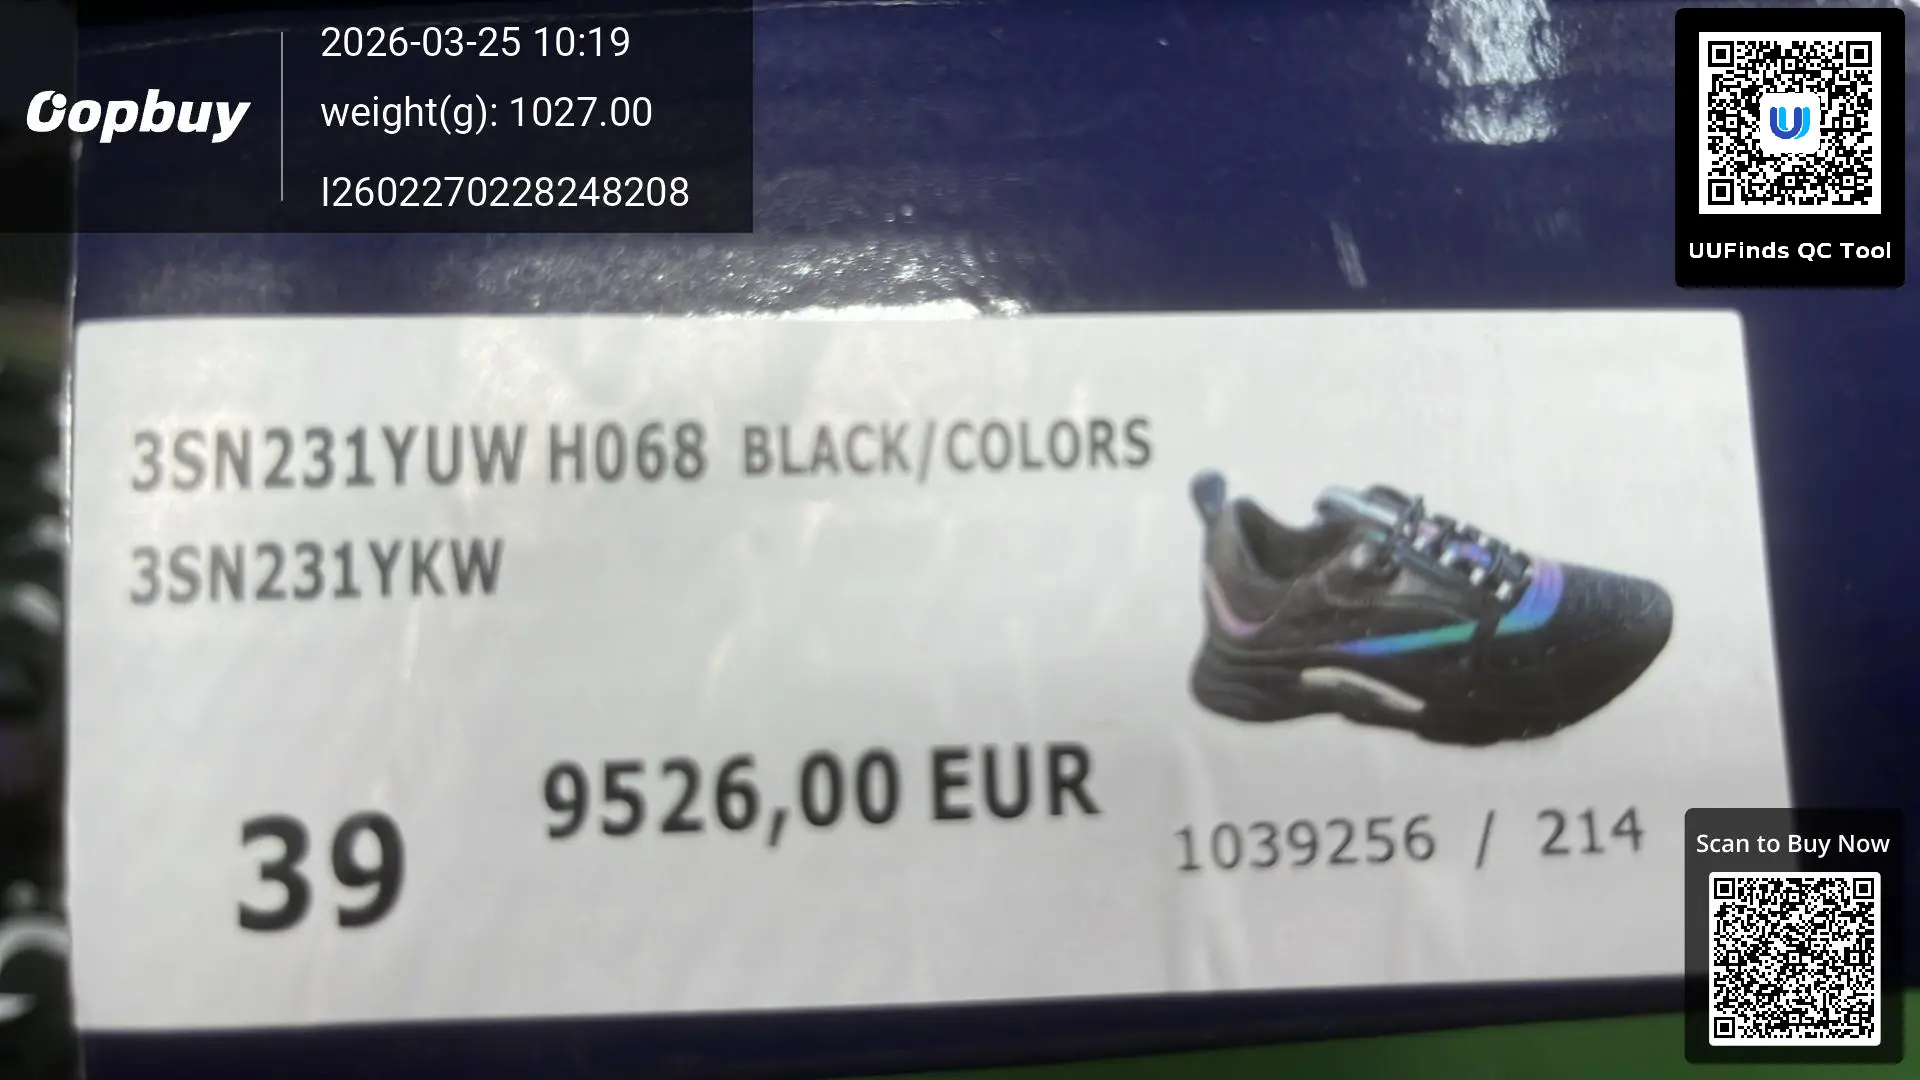 Oopbuy
2026-03-25 10:19
weight(g): 1027.00
I2602270228248208
UUFinds QC Tool
3SN231YUW H068 BLACK/COLORS
3SN231YKW
39
9526,00 EUR
1039256 / 214
Scan to Buy Now